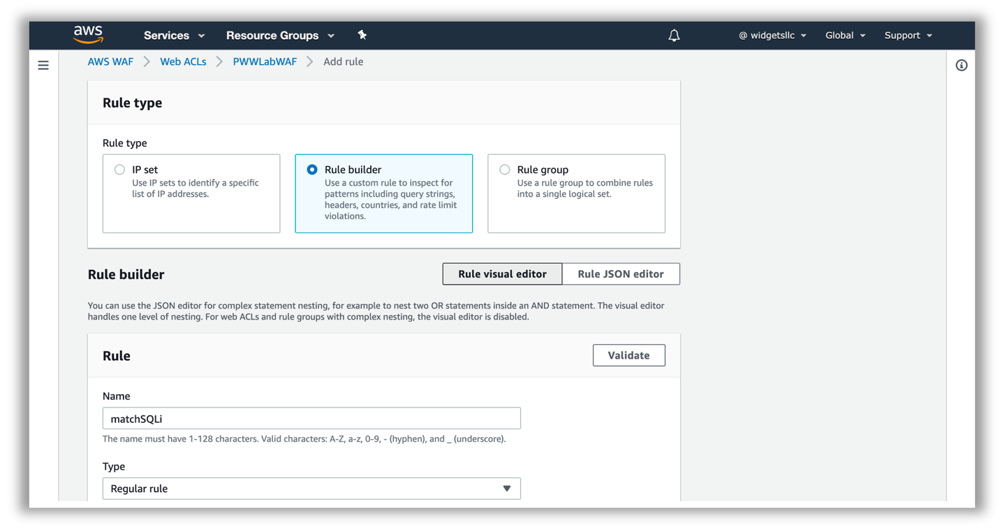 aws Services Resource Groups @ widgetsllc Global Support
AWS WAF Web ACLs PWWLabWAF Add rule
Rule type
Rule type
IP set
Use IP sets to identify a specific
list of IP addresses.
Rule builder
Use a custom rule to inspect for
patterns including query strings,
headers, countries, and rate limit
violations.
Rule group
Use a rule group to combine rules
into a single logical set.
Rule builder
Rule visual editor Rule JSON editor
You can use the JSON editor for complex statement nesting, for example to nest two OR statements inside an AND statement. The visual editor
handles one level of nesting. For web ACLs and rule groups with complex nesting, the visual editor is disabled.
Rule
Validate
Name
matchSQLi
The name must have 1-128 characters. Valid characters: A-Z, a-z, 0-9, - (hyphen), and _ (underscore).
Type
Regular rule